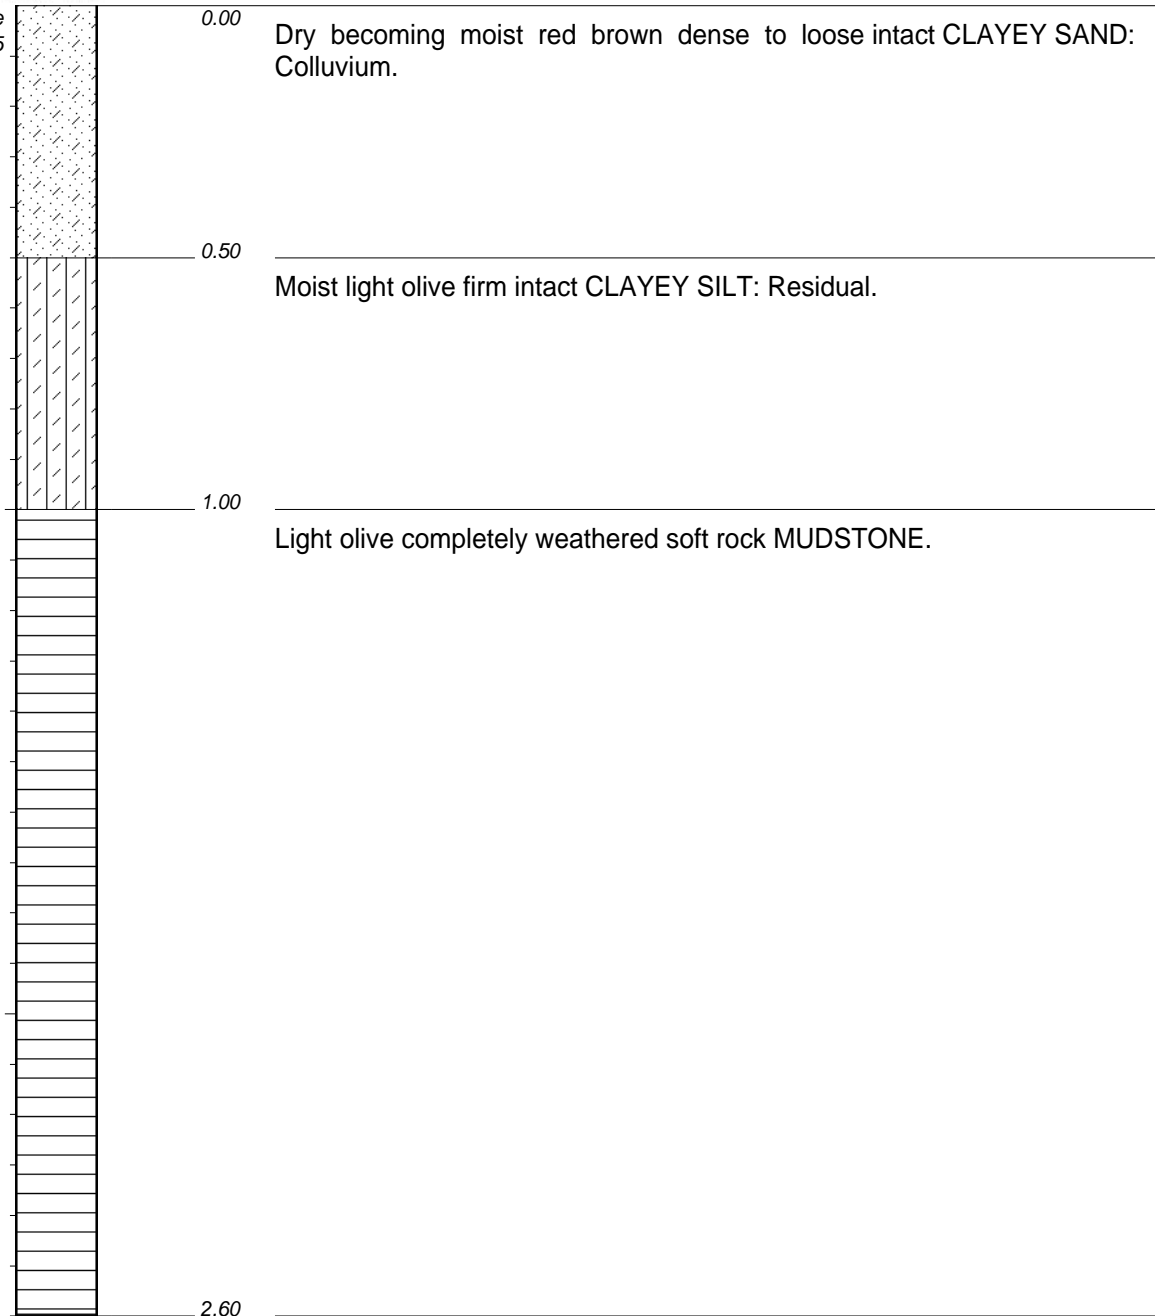 0.00
Dry becoming moist red brown dense to loose intact CLAYEY SAND:
Colluvium.
0.50
Moist light olive firm intact CLAYEY SILT: Residual.
1.00
Light olive completely weathered soft rock MUDSTONE.
2.60